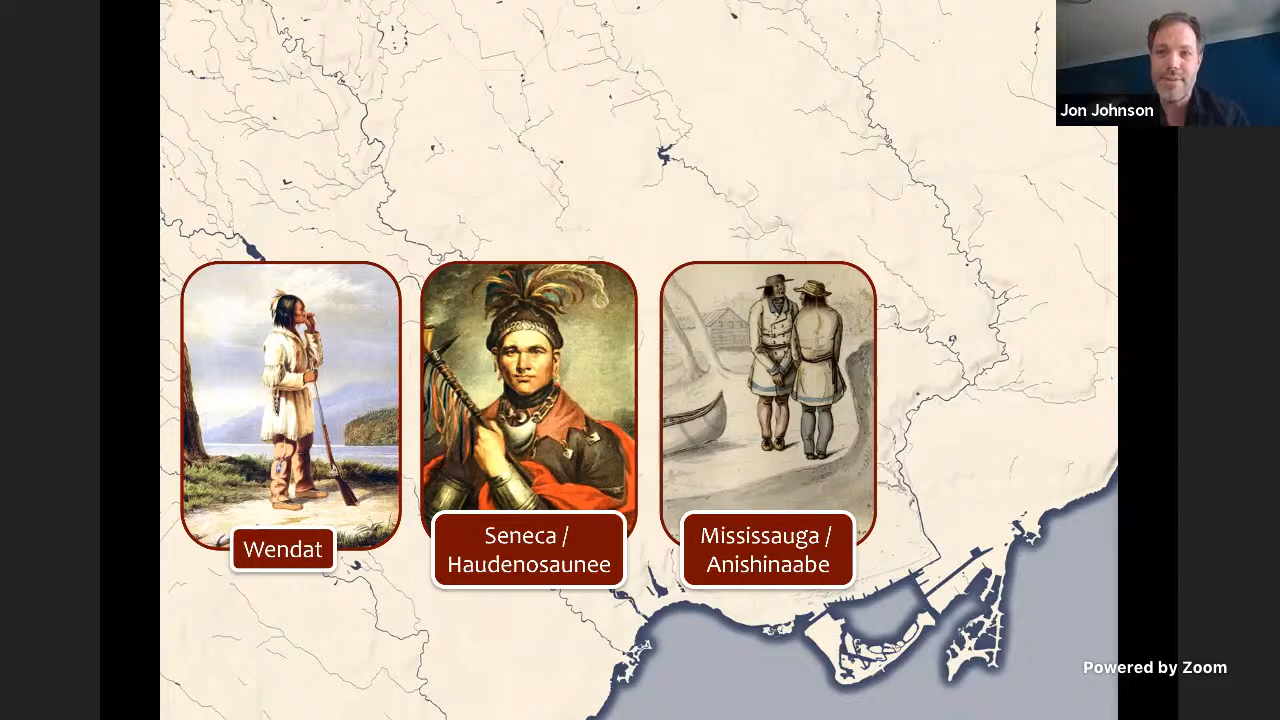 Jon Johnson
Wendat
Seneca /
Haudenosaunee
Mississauga /
Anishinaabe
Powered by Zoom